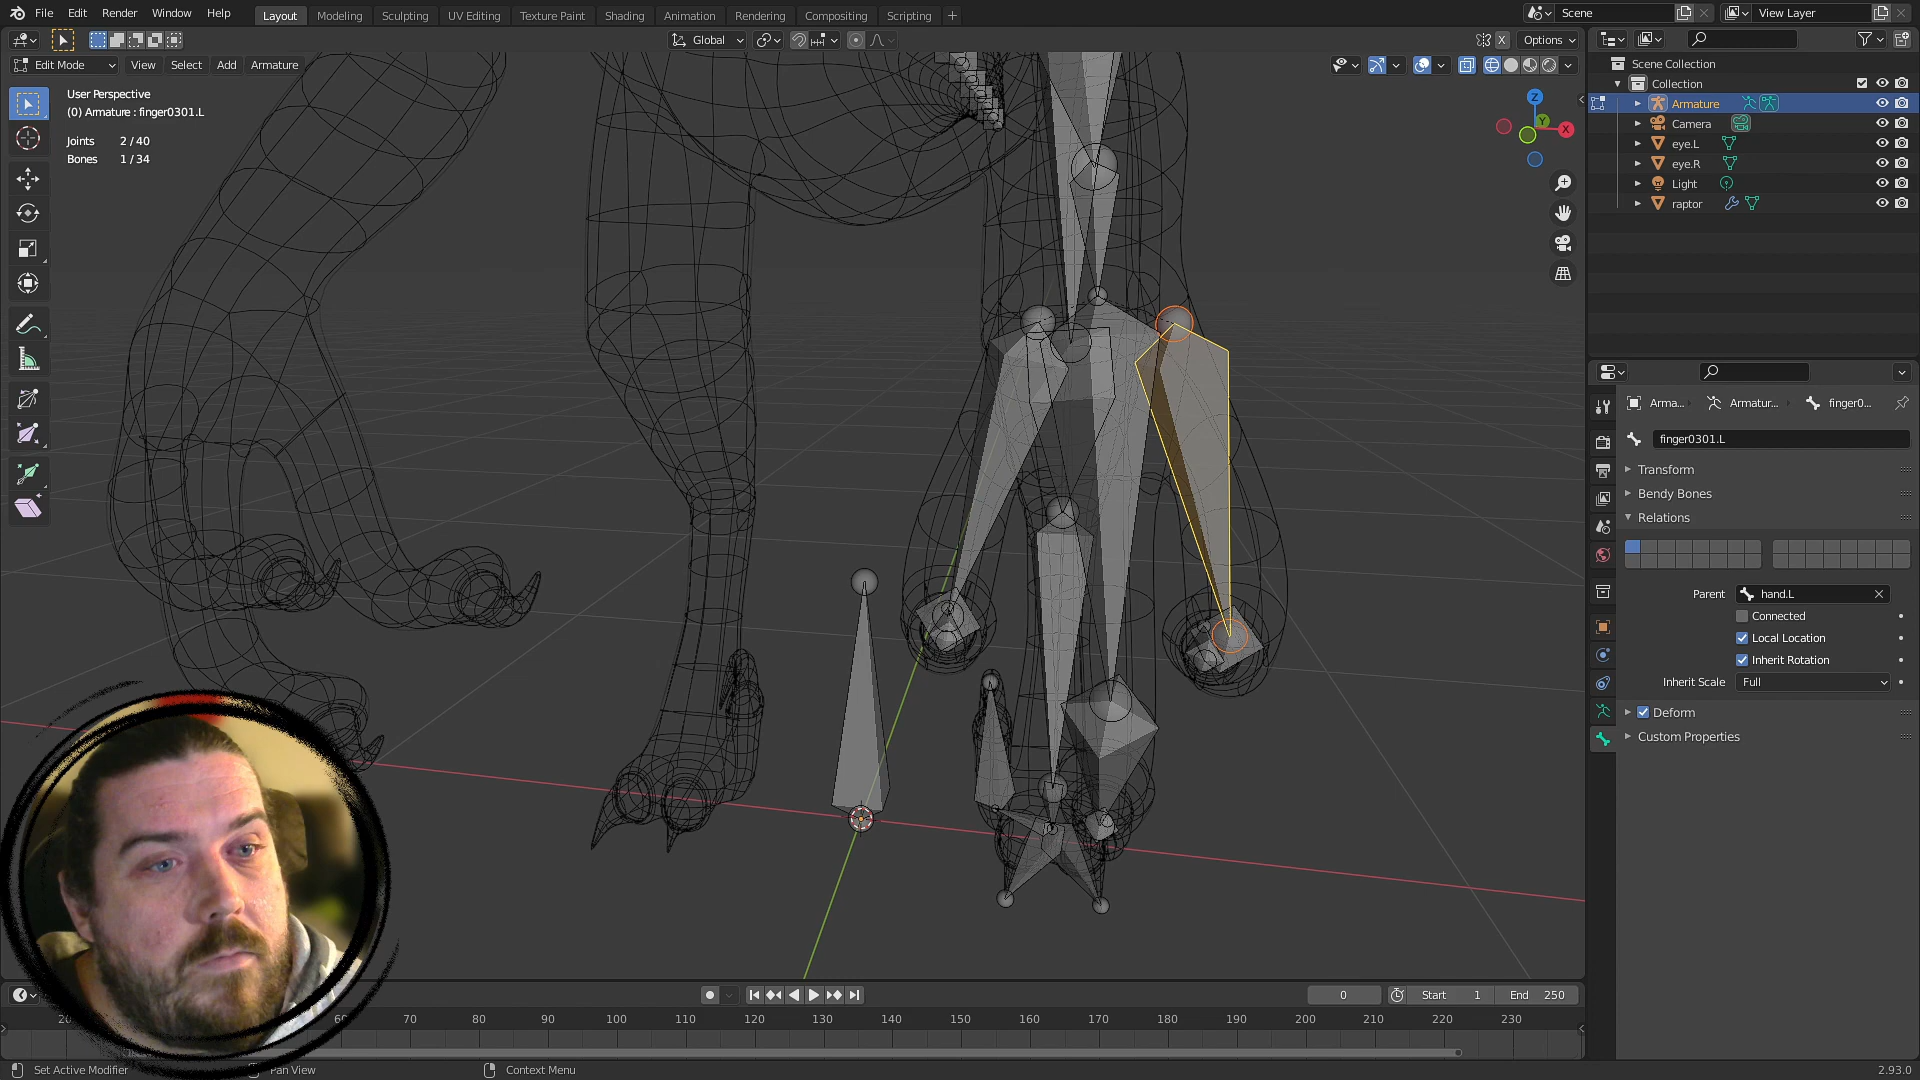 File Edit Render Window Help
Layout Modeling Sculpting UV Editing Texture Paint Shading Animation Rendering Compositing Scripting +
Scene
View Layer
Global
Options
X
Edit Mode View Select Add Armature
User Perspective
(0) Armature : finger0301.L
Joints 2 / 40
Bones 1 / 34
Z
Y
X
Scene Collection
Collection
Armature
Camera
eye.L
eye.R
Light
raptor
Arma... Armatur... finger0...
finger0301.L
Transform
Bendy Bones
Relations
Parent hand.L
Connected
Local Location
Inherit Rotation
Inherit Scale Full
Deform
Custom Properties
0 Start 1 End 250
20 60 70 80 90 100 110 120 130 140 150 160 170 180 190 200 210 220 230
Set Active Modifier Pan View Context Menu 2.93.0